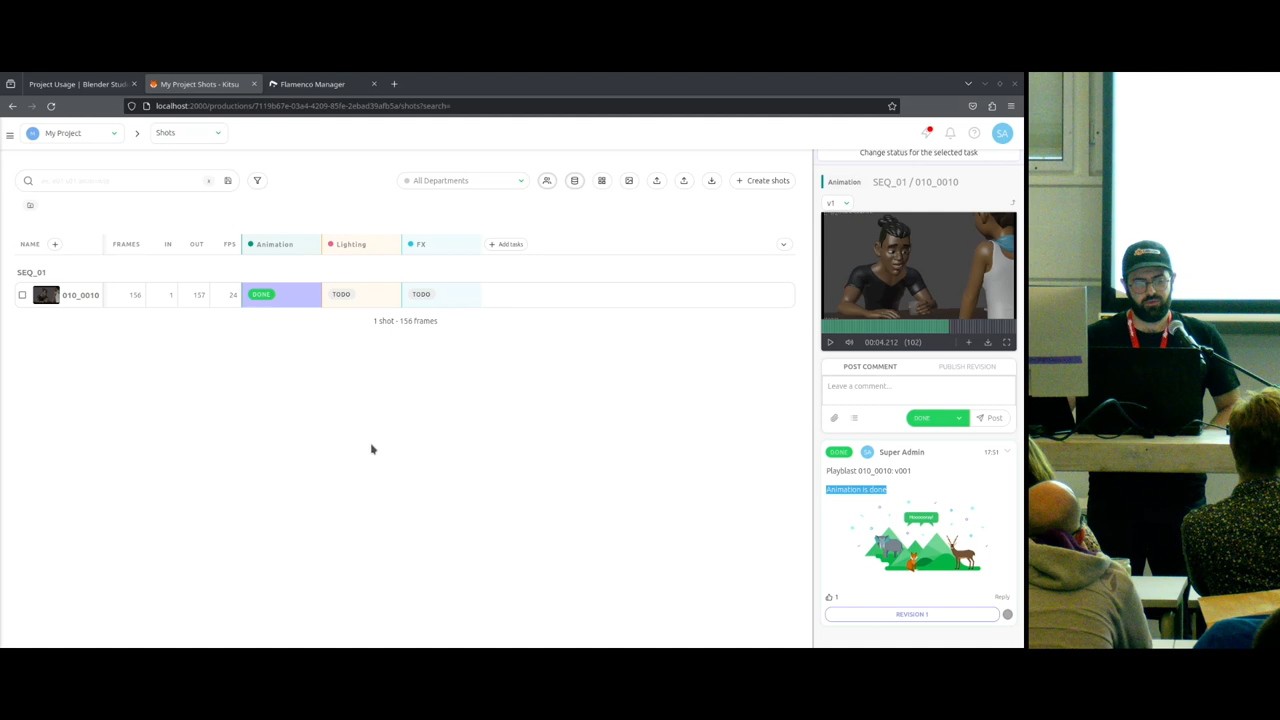 Project Usage | Blender Stud
My Project Shots - Kitsu
Flamenco Manager
localhost:2000/productions/7119b67e-03a4-4209-85fe-2ebad39afb5a/shots?search=
M My Project
Shots
SA
Change status for the selected task
All Departments
Create shots
Animation SEQ_01 / 010_0010
v1
NAME FRAMES IN OUT FPS Animation Lighting FX Add tasks
SEQ_01
010_0010 156 1 157 24 DONE TODO TODO
1 shot - 156 frames
00:04.212 (102)
POST COMMENT PUBLISH REVISION
Leave a comment...
DONE Post
DONE SA Super Admin 17:51
Playblast 010_0010: v001
Animation is done
1 Reply
REVISION 1